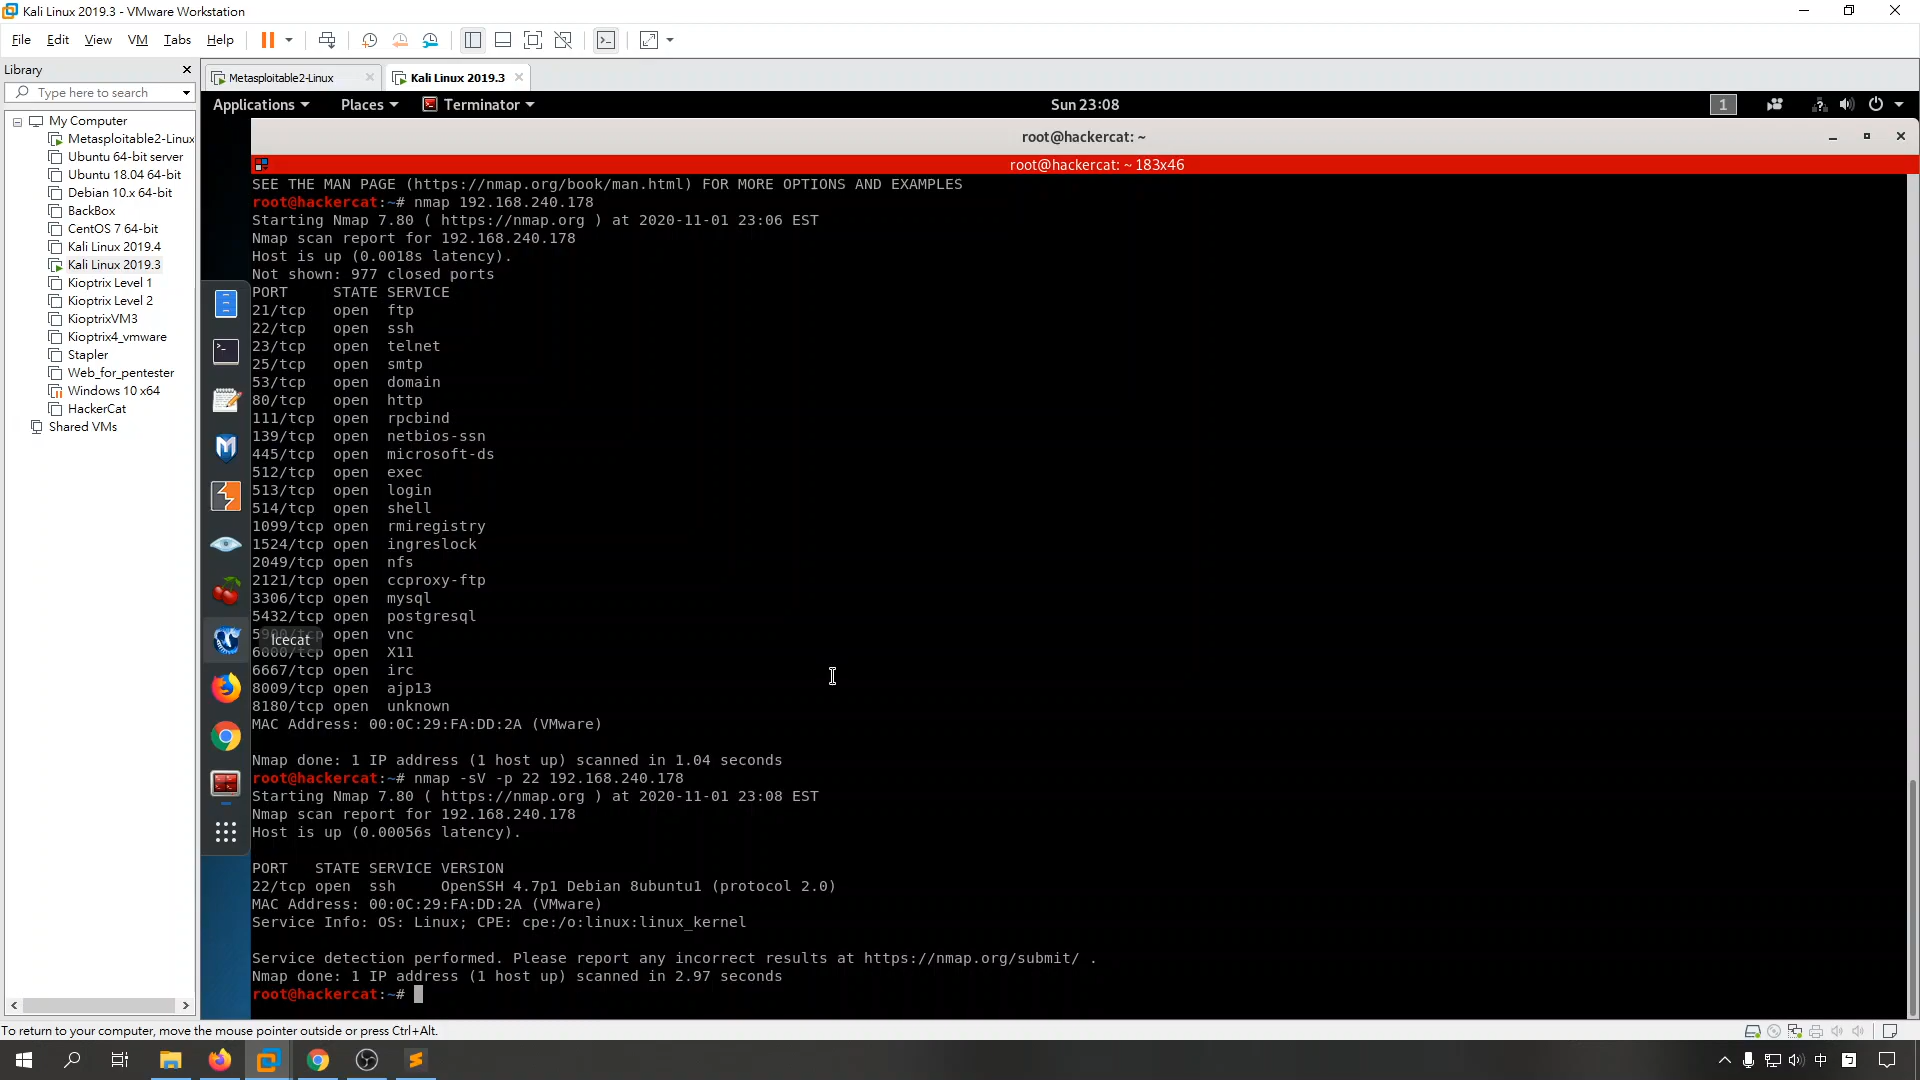 Kali Linux 2019.3 - VMware Workstation
File Edit View VM Tabs Help
Library
Type here to search
My Computer
Metasploitable2-Linux
Ubuntu 64-bit server
Ubuntu 18.04 64-bit
Debian 10.x 64-bit
BackBox
CentOS 7 64-bit
Kali Linux 2019.4
Kali Linux 2019.3
Kioptrix Level 1
Kioptrix Level 2
KioptrixVM3
Kioptrix4_vmware
Stapler
Web_for_pentester
Windows 10 x64
HackerCat
Shared VMs
Metasploitable2-Linux Kali Linux 2019.3
Applications Places Terminator Sun 23:08 1
root@hackercat: ~
root@hackercat: ~ 183x46
SEE THE MAN PAGE (https://nmap.org/book/man.html) FOR MORE OPTIONS AND EXAMPLES
root@hackercat:~# nmap 192.168.240.178
Starting Nmap 7.80 ( https://nmap.org ) at 2020-11-01 23:06 EST
Nmap scan report for 192.168.240.178
Host is up (0.0018s latency).
Not shown: 977 closed ports
PORT STATE SERVICE
21/tcp open ftp
22/tcp open ssh
23/tcp open telnet
25/tcp open smtp
53/tcp open domain
80/tcp open http
111/tcp open rpcbind
139/tcp open netbios-ssn
445/tcp open microsoft-ds
512/tcp open exec
513/tcp open login
514/tcp open shell
1099/tcp open rmiregistry
1524/tcp open ingreslock
2049/tcp open nfs
2121/tcp open ccproxy-ftp
3306/tcp open mysql
5432/tcp open postgresql
5900/tcp open vnc
Icecat
6000/tcp open X11
6667/tcp open irc
8009/tcp open ajp13
8180/tcp open unknown
MAC Address: 00:0C:29:FA:DD:2A (VMware)
Nmap done: 1 IP address (1 host up) scanned in 1.04 seconds
root@hackercat:~# nmap -sV -p 22 192.168.240.178
Starting Nmap 7.80 ( https://nmap.org ) at 2020-11-01 23:08 EST
Nmap scan report for 192.168.240.178
Host is up (0.00056s latency).
PORT STATE SERVICE VERSION
22/tcp open ssh OpenSSH 4.7p1 Debian 8ubuntu1 (protocol 2.0)
MAC Address: 00:0C:29:FA:DD:2A (VMware)
Service Info: OS: Linux; CPE: cpe:/o:linux:linux_kernel
Service detection performed. Please report any incorrect results at https://nmap.org/submit/ .
Nmap done: 1 IP address (1 host up) scanned in 2.97 seconds
root@hackercat:~#
To return to your computer, move the mouse pointer outside or press Ctrl+Alt.
中